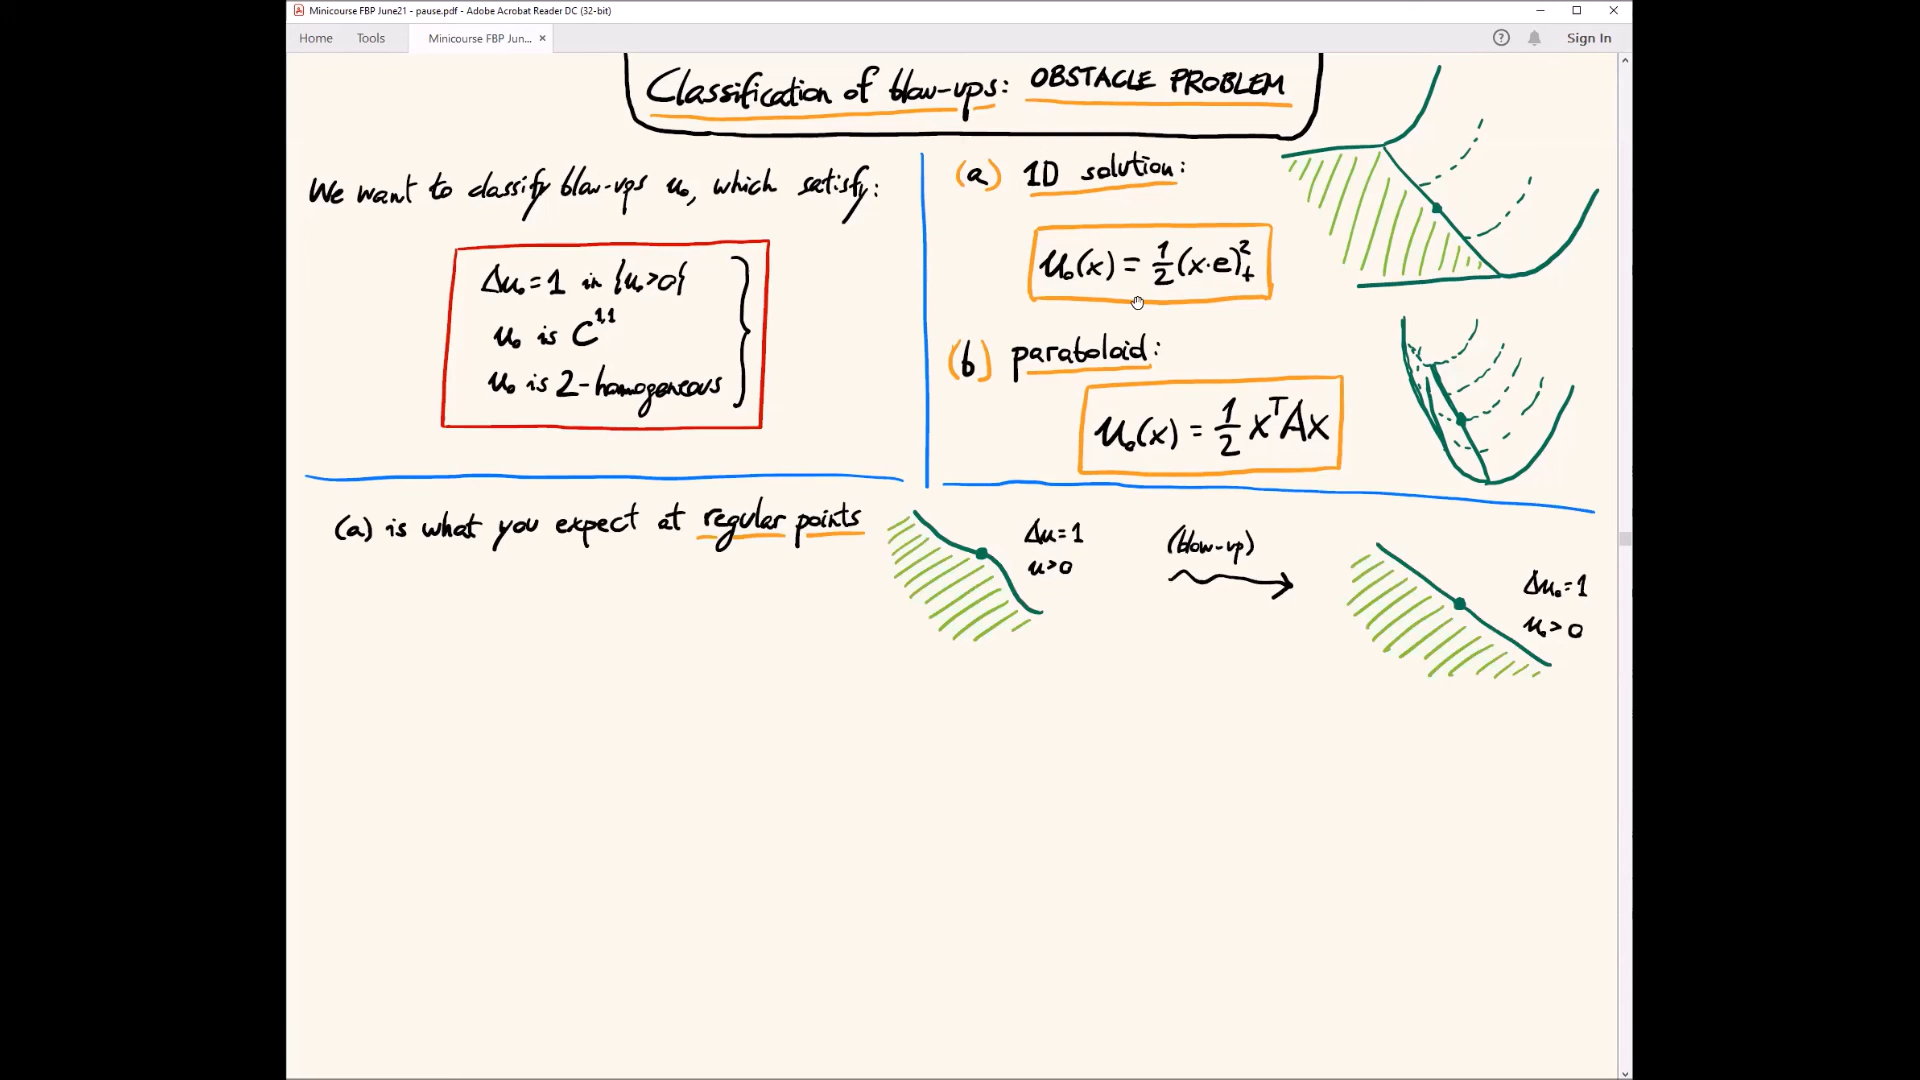 Minicourse FBP June21 - pause.pdf - Adobe Acrobat Reader DC (32-bit)
Home Tools Minicourse FBP Jun... × Sign In
Classification of blow-ups: OBSTACLE PROBLEM
We want to classify blow-ups u₀, which satisfy:
Δu₀ = 1 in {u₀>0}
u₀ is C^{1,1}
u₀ is 2-homogeneous
(a) 1D solution:
u₀(x) = 1/2 (x·e)₊²
(b) paraboloid:
u₀(x) = 1/2 xᵀAx
(a) is what you expect at regular points
Δu=1
u>0
(blow-up)
Δu₀=1
u₀>0